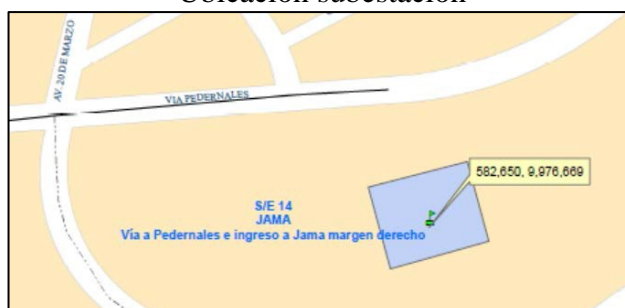 Ubicación subestación
AV. 20 DE MARZO
VIA PEDERNALES
582,650, 9,976,669
S/E 14
JAMA
Vía a Pedernales e ingreso a Jama margen derecho